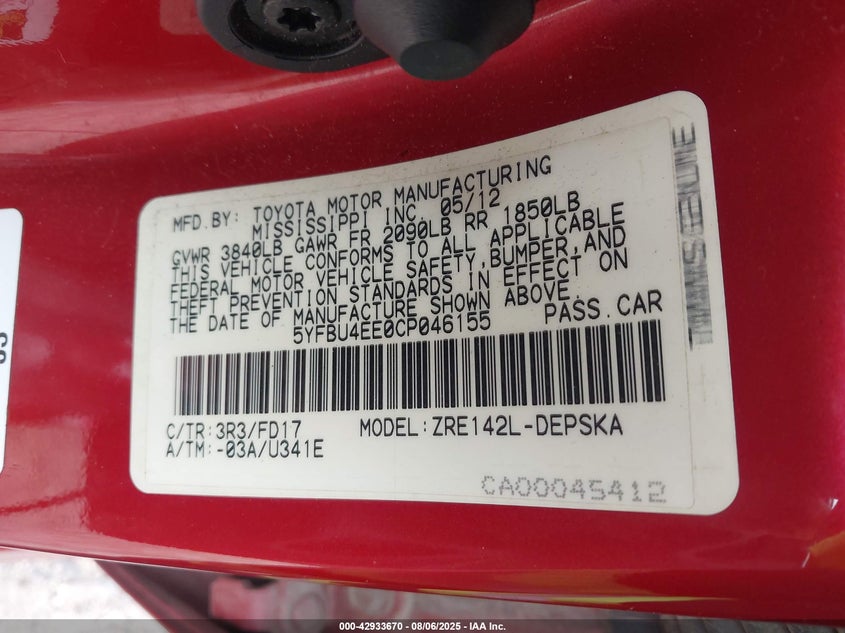 MFD.BY: TOYOTA MOTOR MANUFACTURING
MISSISSIPPI INC. 05/12
GVWR 3840LB GAWR FR 2090LB RR 1850LB
THIS VEHICLE CONFORMS TO ALL APPLICABLE
FEDERAL MOTOR VEHICLE SAFETY,BUMPER,AND
THEFT PREVENTION STANDARDS IN EFFECT ON
THE DATE OF MANUFACTURE SHOWN ABOVE.
5YFBU4EE0CP046155 PASS.CAR
C/TR:3R3/FD17 MODEL:ZRE142L-DEPSKA
A/TM:-03A/U341E
CA00045412
000-42933670 - 08/06/2025 - IAA Inc.